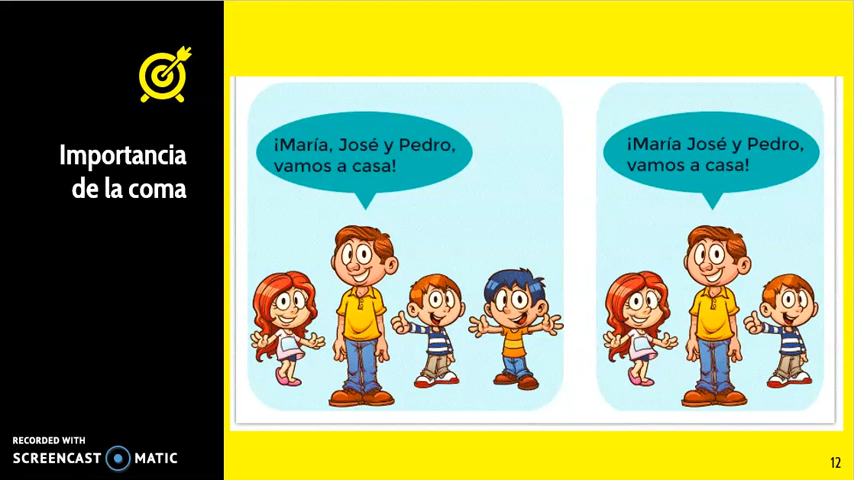 Importancia
de la coma
¡María, José y Pedro,
vamos a casa!
¡María José y Pedro,
vamos a casa!
RECORDED WITH
SCREENCAST MATIC
12